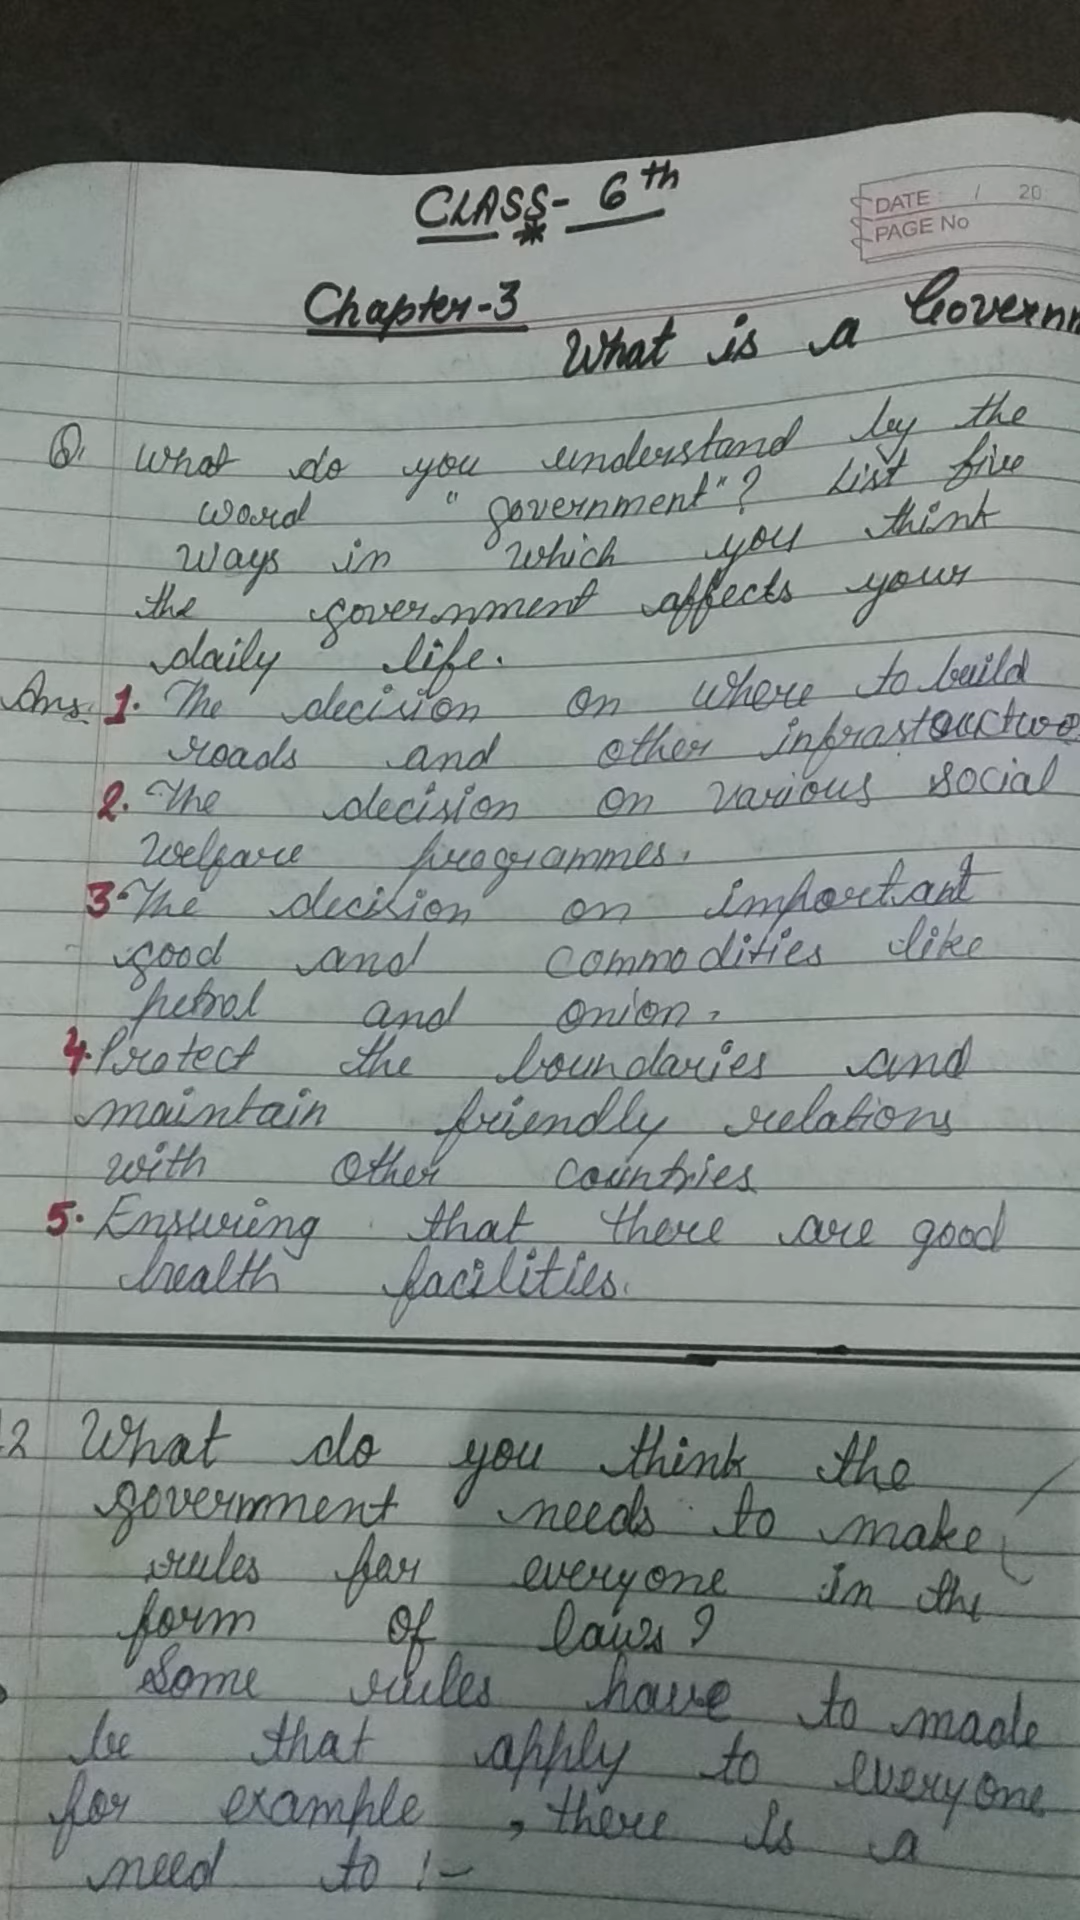 CLASS- 6th
DATE : / 20
PAGE No
Chapter-3
What is a Governm
Q. What do you understand by the
word "government"? List five
ways in which you think
the government affects your
daily life.
Ans. 1. The decision on where to build
roads and other
2. The decision on various social
welfare programmes.
3. The decision on important
good and commodities like
petrol and onion.
4. Protect the boundaries and
maintain friendly relations
with other countries
5. Ensuring that there are good
health facilities.
2 What do you think the
government needs to make
rules for everyone in the
form of laws?
Some rules have to made
be that apply to everyone
for example, there is a
need to :-